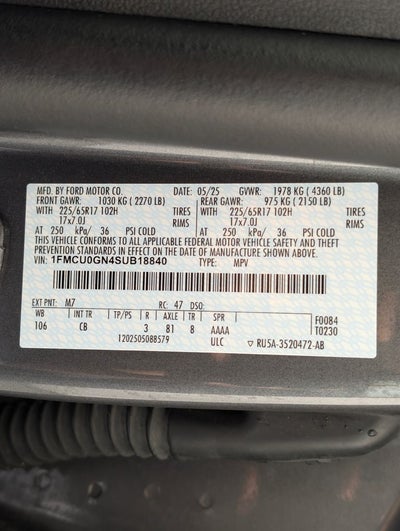 MFD. BY FORD MOTOR CO. DATE: 05/25 GVWR: 1978 KG ( 4360 LB)
FRONT GAWR: 1030 KG ( 2270 LB) REAR GAWR: 975 KG ( 2150 LB)
WITH 225/65R17 102H TIRES WITH 225/65R17 102H TIRES
17x7.0J RIMS 17x7.0J RIMS
AT 250 kPa/ 36 PSI COLD AT 250 kPa/ 36 PSI COLD
THIS VEHICLE CONFORMS TO ALL APPLICABLE FEDERAL MOTOR VEHICLE SAFETY AND
THEFT PREVENTION STANDARDS IN EFFECT ON THE DATE OF MANUFACTURE SHOWN ABOVE.
VIN: 1FMCU0GN4SUB18840 TYPE: MPV
EXT PNT: M7 RC: 47 DSO:
WB INT TR TP/PS R AXLE TR SPR F0084
106 CB 3 81 8 AAAA T0230
1202505088579 ULC ▽ RU5A-3520472-AB